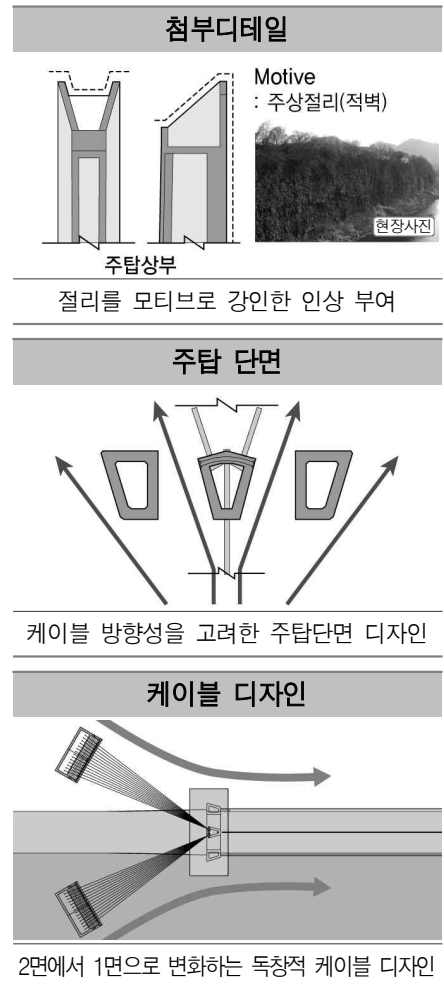 첨부디테일
Motive
: 주상절리(적벽)
현장사진
주탑상부
절리를 모티브로 강인한 인상 부여
주탑 단면
케이블 방향성을 고려한 주탑단면 디자인
케이블 디자인
2면에서 1면으로 변화하는 독창적 케이블 디자인